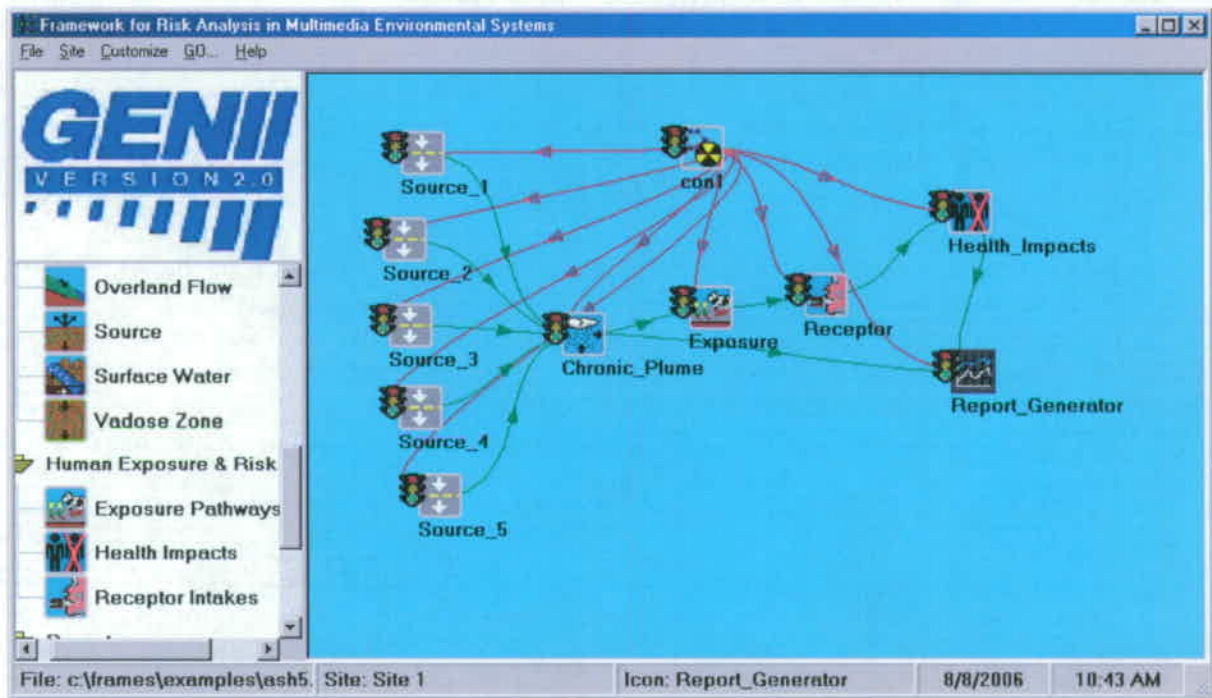 Framework for Risk Analysis in Multimedia Environmental Systems
File Site Customize GO... Help
GENII
VERSION 2.0
Overland Flow
Source
Surface Water
Vadose Zone
Human Exposure & Risk
Exposure Pathways
Health Impacts
Receptor Intakes
Source_1
con1
Source_2
Health_Impacts
Source_3
Exposure
Receptor
Chronic_Plume
Report_Generator
Source_4
Source_5
File: c:\frames\examples\ash5. Site: Site 1 Icon: Report_Generator 8/8/2006 10:43 AM